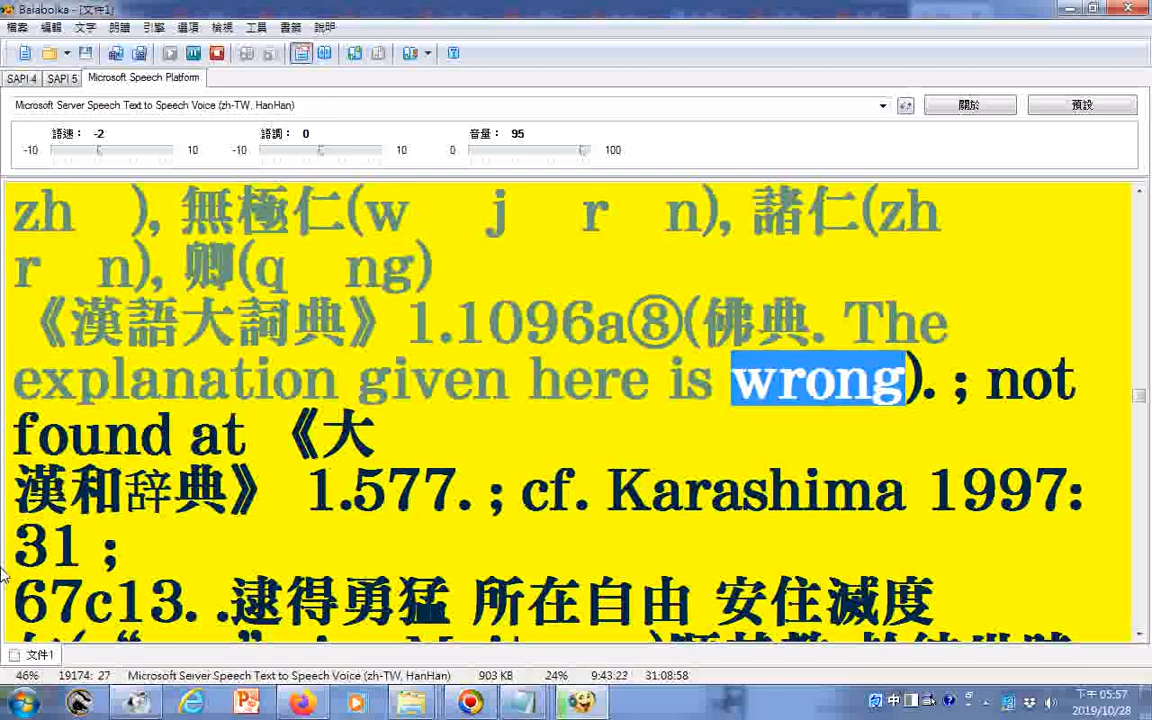 Balabolka - [文件1]
檔案 編輯 文字 朗讀 引擎 選項 檢視 工具 書籤 說明
SAPI 4 SAPI 5 Microsoft Speech Platform
Microsoft Server Speech Text to Speech Voice (zh-TW, HanHan) 關於 預設
語速： -2 語調： 0 音量： 95
-10 10 -10 10 0 100
zh ), 無極仁(w j r n), 諸仁(zh
r n), 卿(q ng)
《漢語大詞典》 1.1096a⑧(佛典. The
explanation given here is wrong). ; not
found at 《大
漢和辞典》 1.577. ; cf. Karashima 1997:
31 ;
67c13. .逮得勇猛 所在自由 安住滅度
文件1
46% 19174: 27 Microsoft Server Speech Text to Speech Voice (zh-TW, HanHan) 903 KB 24% 9:43:22 31:08:58
中 下午 05:57
2019/10/28